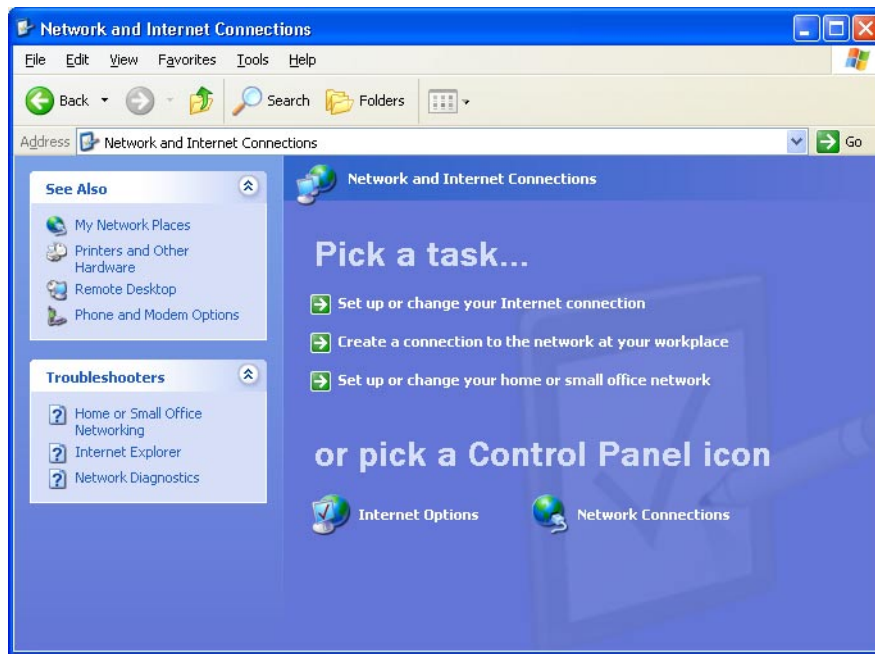 Network and Internet Connections
File Edit View Favorites Tools Help
Back Search Folders
Address Network and Internet Connections Go
See Also
My Network Places
Printers and Other
Hardware
Remote Desktop
Phone and Modem Options
Troubleshooters
Home or Small Office
Networking
Internet Explorer
Network Diagnostics
Network and Internet Connections
Pick a task...
Set up or change your Internet connection
Create a connection to the network at your workplace
Set up or change your home or small office network
or pick a Control Panel icon
Internet Options Network Connections